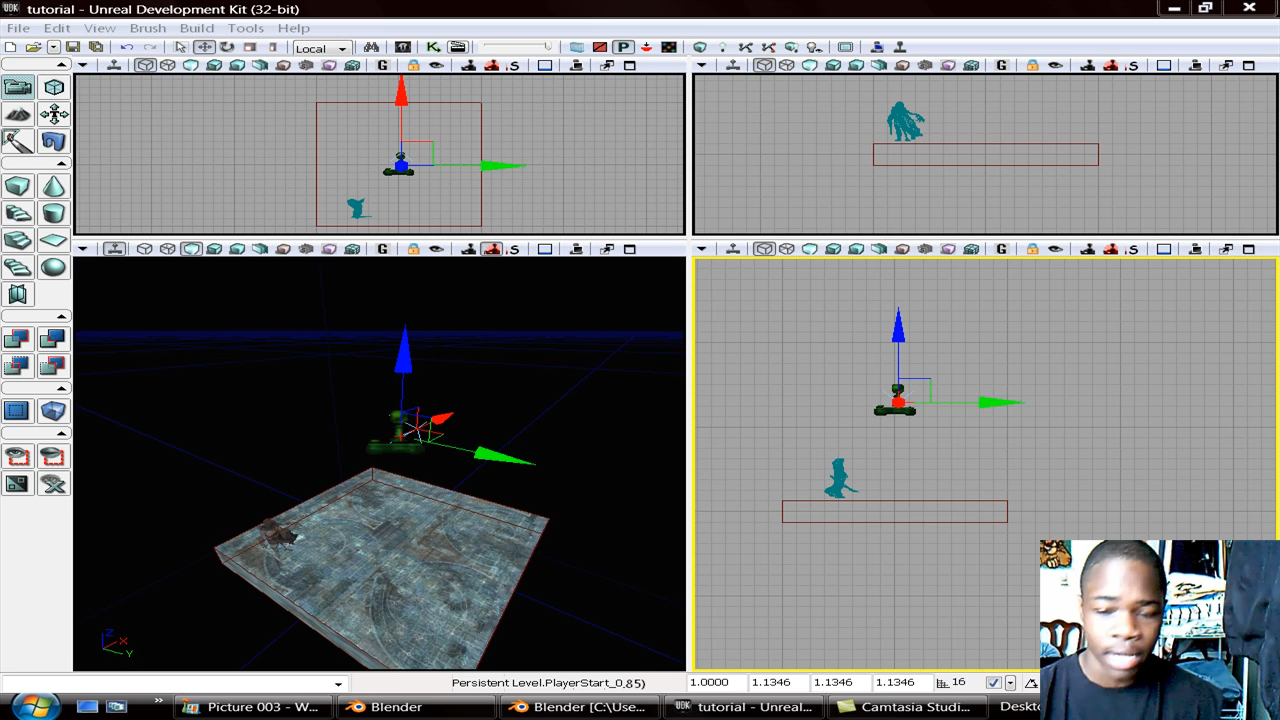 tutorial - Unreal Development Kit (32-bit)
File Edit View Brush Build Tools Help
Local
Persistent Level.PlayerStart_0.85) 1.0000 1.1346 1.1346 1.1346 16
Picture 003 - W... Blender Blender [C:\Use... tutorial - Unreal... Camtasia Studi... Deskto